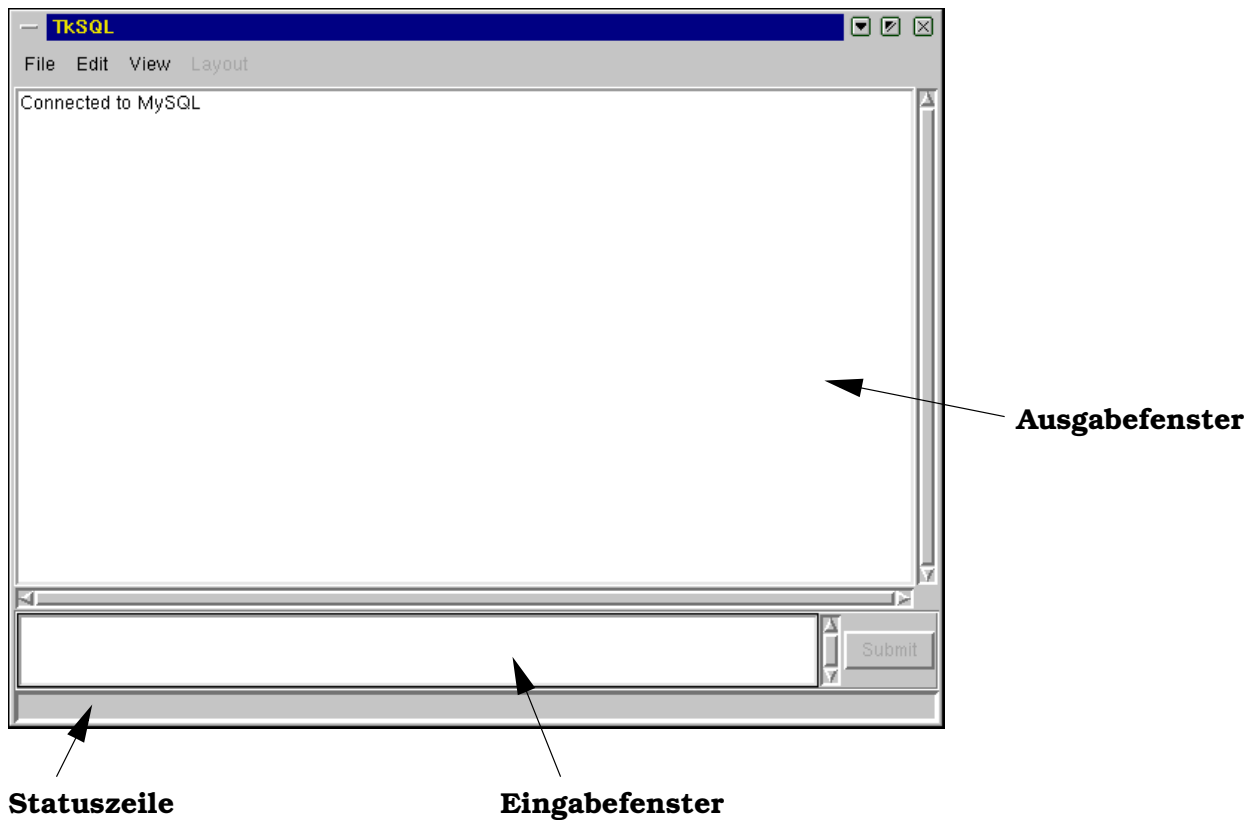 TkSQL
File Edit View Layout
Connected to MySQL
Ausgabefenster
Submit
Statuszeile Eingabefenster